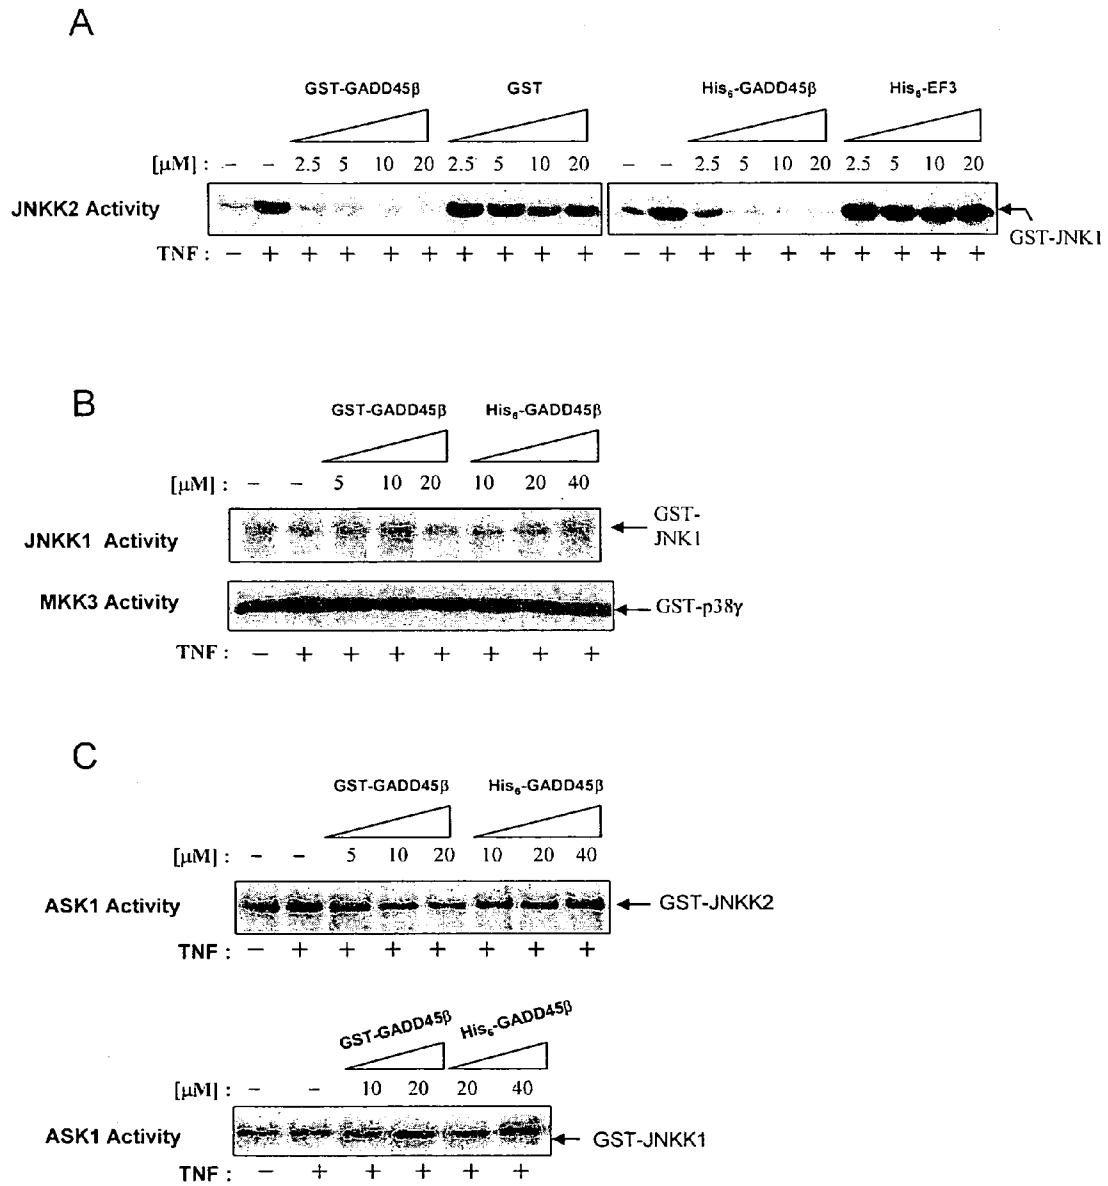 A
GST-GADD45β GST His₆-GADD45β His₆-EF3
[μM] : – – 2.5 5 10 20 2.5 5 10 20 – – 2.5 5 10 20 2.5 5 10 20
JNKK2 Activity
GST-JNK1
TNF : – + + + + + + + + + – + + + + + + + + +
B
GST-GADD45β His₆-GADD45β
[μM] : – – 5 10 20 10 20 40
JNKK1 Activity
GST-
JNK1
MKK3 Activity
GST-p38γ
TNF : – + + + + + + +
C
GST-GADD45β His₆-GADD45β
[μM] : – – 5 10 20 10 20 40
ASK1 Activity
GST-JNKK2
TNF : – + + + + + + +
GST-GADD45β His₆-GADD45β
[μM] : – – 10 20 20 40
ASK1 Activity
GST-JNKK1
TNF : – + + + + +